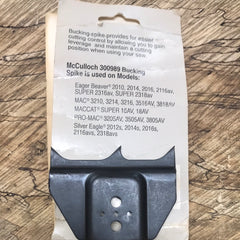 Bucking-spike provides for easier
cutting control by allowing you to gain
leverage and maintain a cutting
position when using your saw.
McCulloch 300989 Bucking
Spike is used on Models:
Eager Beaver® 2010, 2014, 2016, 2116av,
SUPER 2316av, SUPER 2318av
MAC® 3210, 3214, 3216, 3516AV, 3818AV
MACCAT® SUPER 16AV, 18AV
PRO-MAC® 3205AV, 3505AV, 3805AV
Silver Eagle® 2012s, 2014s, 2016s,
2116avs, 2318avs